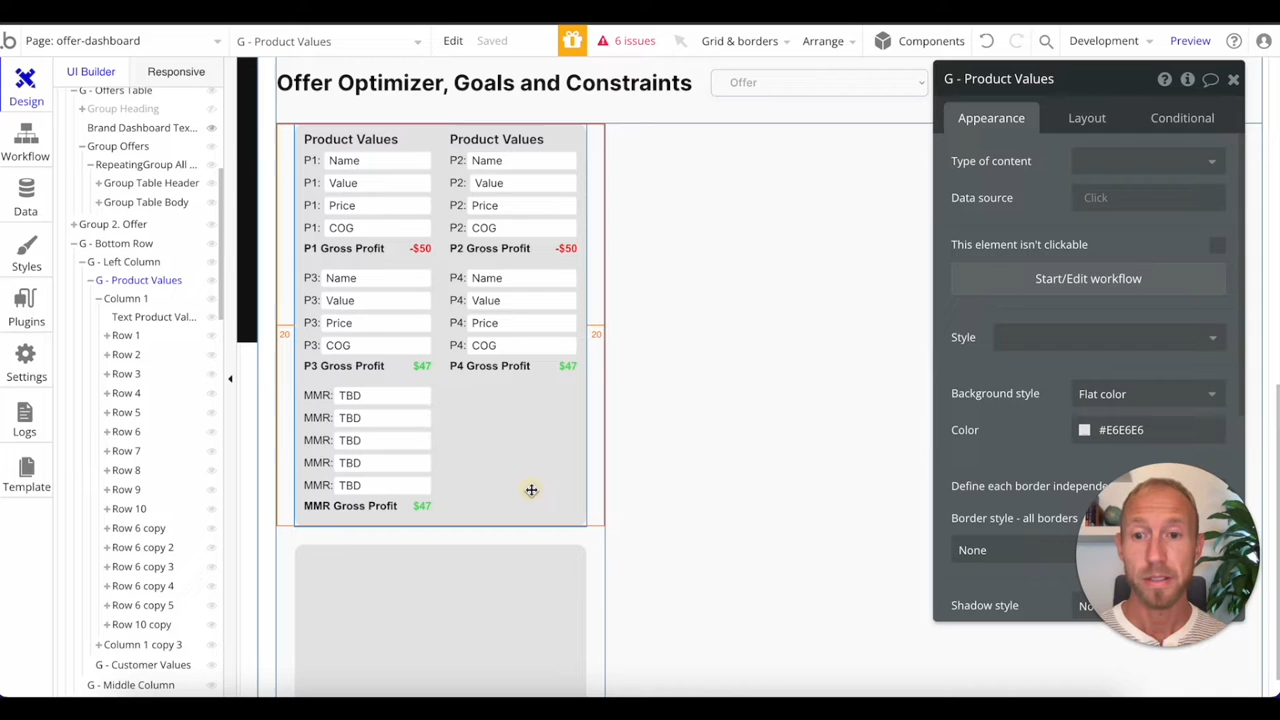 b Page: offer-dashboard G - Product Values Edit Saved 6 issues Grid & borders Arrange Components Development Preview
UI Builder Responsive
Design
Workflow
Data
Styles
Plugins
Settings
Logs
Template
G - Offers Table
Group Heading
Brand Dashboard Tex...
Group Offers
RepeatingGroup All ...
Group Table Header
Group Table Body
Group 2. Offer
G - Bottom Row
G - Left Column
G - Product Values
Column 1
Text Product Val...
Row 1
Row 2
Row 3
Row 4
Row 5
Row 6
Row 7
Row 8
Row 9
Row 10
Row 6 copy
Row 6 copy 2
Row 6 copy 3
Row 6 copy 4
Row 6 copy 5
Row 10 copy
Column 1 copy 3
G - Customer Values
G - Middle Column
Offer Optimizer, Goals and Constraints Offer
Product Values Product Values
P1: Name P2: Name
P1: Value P2: Value
P1: Price P2: Price
P1: COG P2: COG
P1 Gross Profit -$50 P2 Gross Profit -$50
P3: Name P4: Name
P3: Value P4: Value
P3: Price P4: Price
P3: COG P4: COG
P3 Gross Profit $47 P4 Gross Profit $47
MMR: TBD
MMR: TBD
MMR: TBD
MMR: TBD
MMR: TBD
MMR Gross Profit $47
20 20
G - Product Values
Appearance Layout Conditional
Type of content
Data source Click
This element isn't clickable
Start/Edit workflow
Style
Background style Flat color
Color #E6E6E6
Define each border independe
Border style - all borders
None
Shadow style